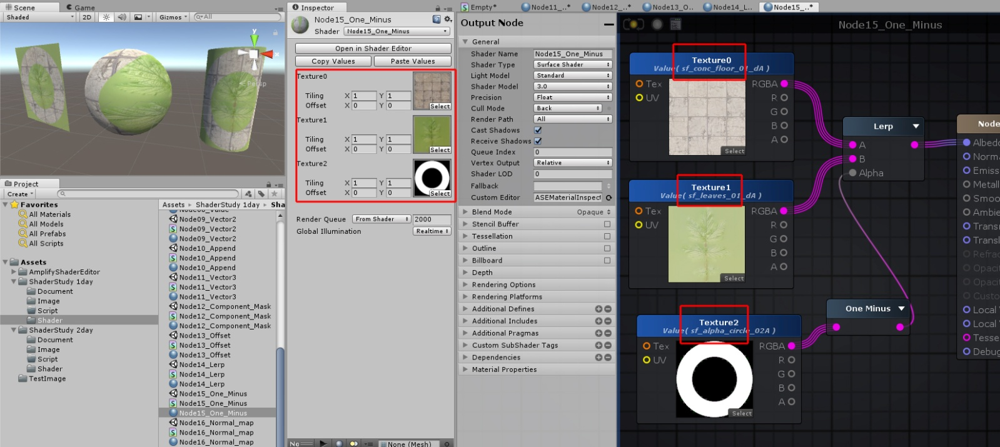 Scene
Game
Shaded
2D
Gizmos
All
y
x
Persp
Project
Create
Favorites
All Materials
All Models
All Prefabs
All Scripts
Assets
AmplifyShaderEditor
ShaderStudy 1day
Document
Image
Script
Shader
ShaderStudy 2day
Document
Image
Script
Shader
TestImage
Assets ▸ ShaderStudy 1day ▸ Sha
Node08_Value
Node09_Vector2
Node09_Vector2
Node09_Vector2
Node10_Append
Node10_Append
Node10_Append
Node11_Vector3
Node11_Vector3
Node11_Vector3
Node12_Component_Mask
Node12_Component_Mask
Node12_Component_Mask
Node13_Offset
Node13_Offset
Node13_Offset
Node14_Lerp
Node14_Lerp
Node14_Lerp
Node15_One_Minus
Node15_One_Minus
Node15_One_Minus
Node16_Normal_map
Node16_Normal_map
Node16_Normal_map
Inspector
Node15_One_Minus
Shader Node15_One_Minus
Open in Shader Editor
Copy Values Paste Values
Texture0
Tiling X 1 Y 1
Offset X 0 Y 0
Select
Texture1
Tiling X 1 Y 1
Offset X 0 Y 0
Select
Texture2
Tiling X 1 Y 1
Offset X 0 Y 0
Select
Render Queue From Shader 2000
Global Illumination Realtime
No
None (Mesh)
Empty*
Node11_..*
Node12_..*
Node13_O..
Node14_L..
Node15_..*
Output Node
General
Shader Name Node15_One_Minus
Shader Type Surface Shader
Light Model Standard
Shader Model 3.0
Precision Float
Cull Mode Back
Render Path All
Cast Shadows
Receive Shadows
Queue Index 0
Vertex Output Relative
Shader LOD 0
Fallback
Custom Editor ASEMaterialInspect
Blend Mode Opaque
Stencil Buffer
Tessellation
Outline
Billboard
Depth
Rendering Options
Rendering Platforms
Additional Defines
Additional Includes
Additional Pragmas
Custom SubShader Tags
Dependencies
Material Properties
Node15_One_Minus
Texture0
Value( sf_conc_floor_01_dA )
Tex RGBA
UV R
G
B
A
Select
Texture1
Value( sf_leaves_01_dA )
Tex RGBA
UV R
G
B
A
Select
Texture2
Value( sf_alpha_circle_02A )
Tex RGBA
UV R
G
B
A
Select
Lerp
A
B
Alpha
One Minus
Node
Albedo
Norma
Emiss
Metall
Smoo
Ambie
Transm
Transl
Refrac
Opacit
Opacit
Custo
Local V
Local V
Tesse
Debug